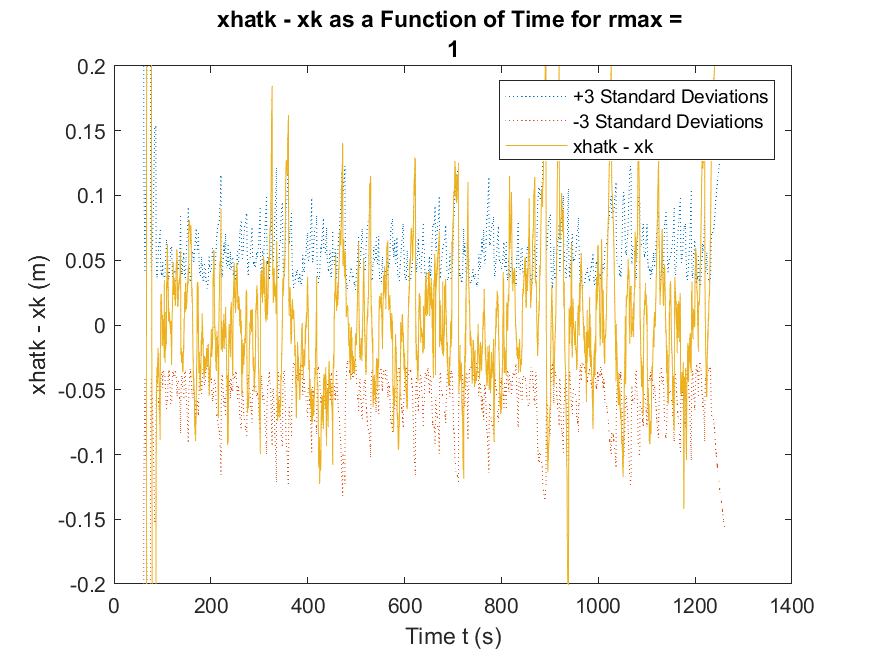 xhatk - xk as a Function of Time for rmax =
1
0.2
0.15
0.1
0.05
0
-0.05
-0.1
-0.15
-0.2
xhatk - xk (m)
+3 Standard Deviations
-3 Standard Deviations
xhatk - xk
0 200 400 600 800 1000 1200 1400
Time t (s)